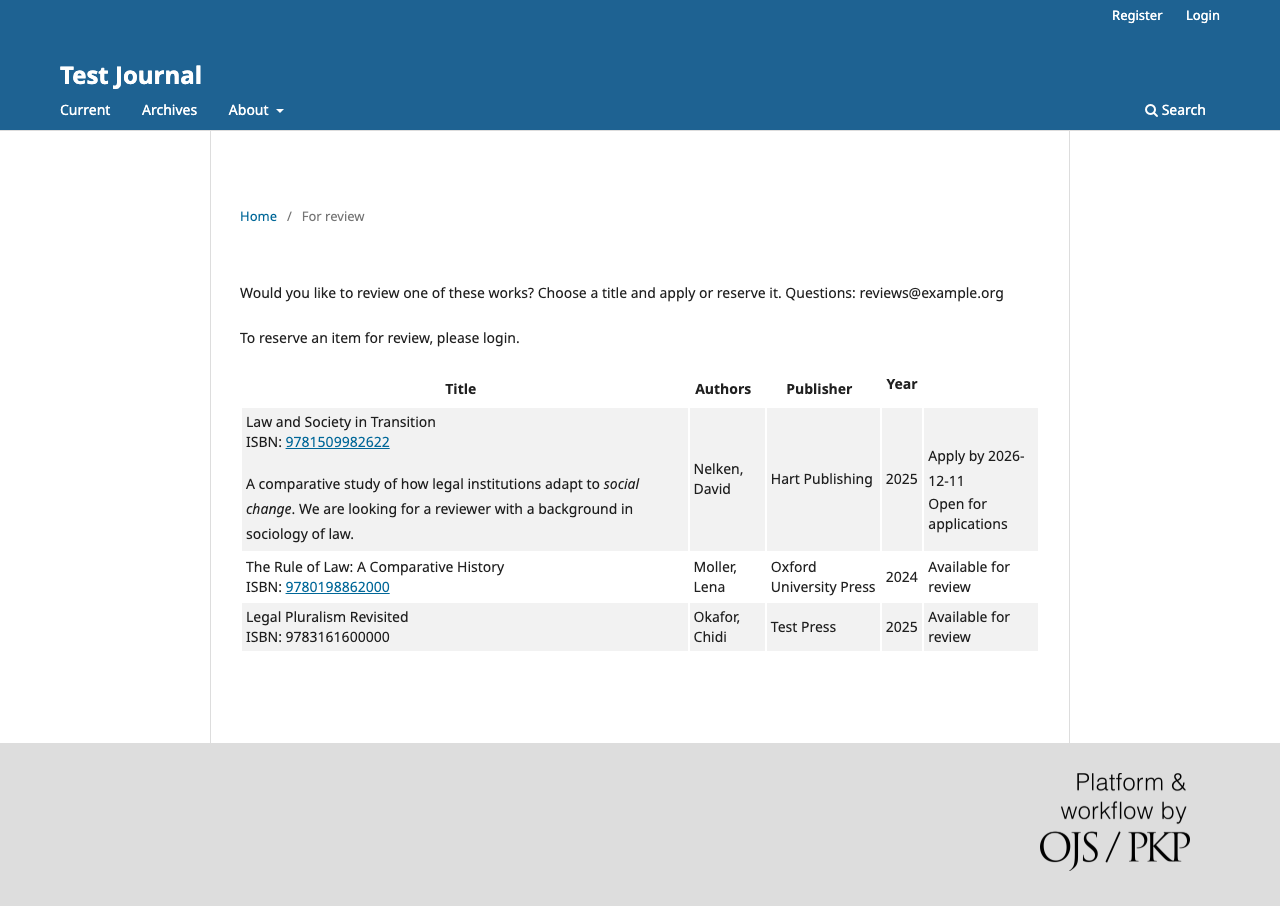 Register Login
Test Journal
Current Archives About Search
Home / For review
Would you like to review one of these works? Choose a title and apply or reserve it. Questions: reviews@example.org
To reserve an item for review, please login.
Title Authors Publisher Year
Law and Society in Transition
ISBN: 9781509982622
A comparative study of how legal institutions adapt to social
change. We are looking for a reviewer with a background in
sociology of law.
Nelken,
David
Hart Publishing
2025
Apply by 2026-
12-11
Open for
applications
The Rule of Law: A Comparative History
ISBN: 9780198862000
Moller,
Lena
Oxford
University Press
2024
Available for
review
Legal Pluralism Revisited
ISBN: 9783161600000
Okafor,
Chidi
Test Press
2025
Available for
review
Platform &
workflow by
OJS / PKP